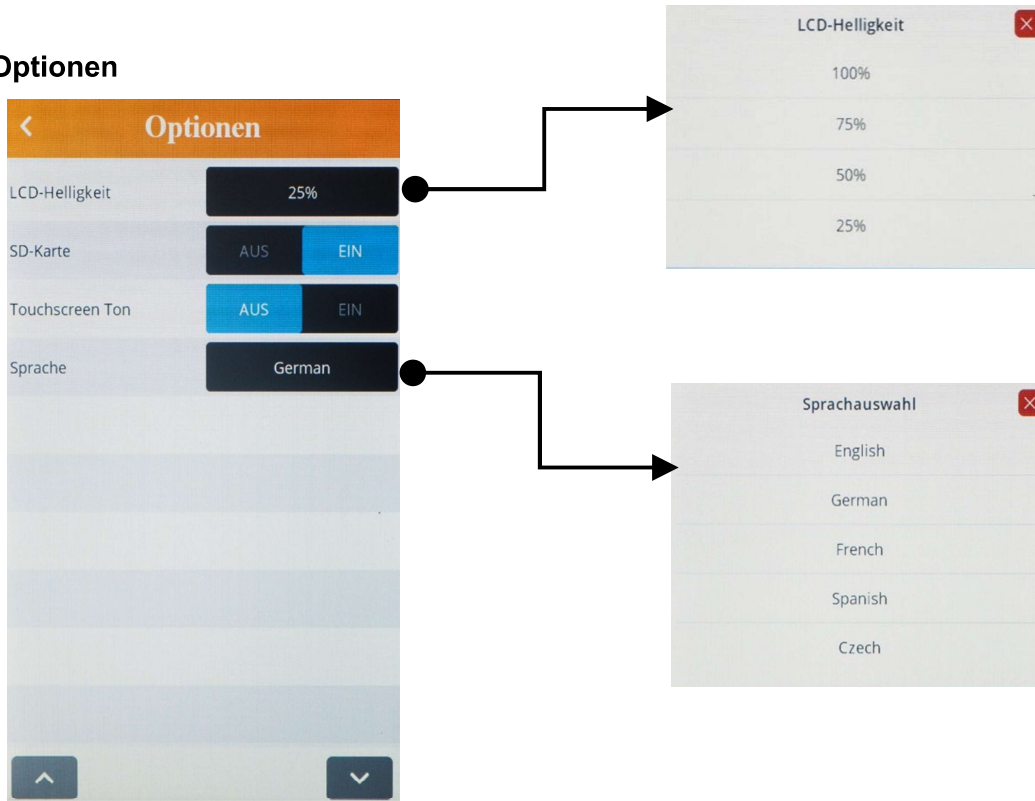 Optionen
Optionen
LCD-Helligkeit 25%
SD-Karte AUS EIN
Touchscreen Ton AUS EIN
Sprache German
LCD-Helligkeit
100%
75%
50%
25%
Sprachauswahl
English
German
French
Spanish
Czech